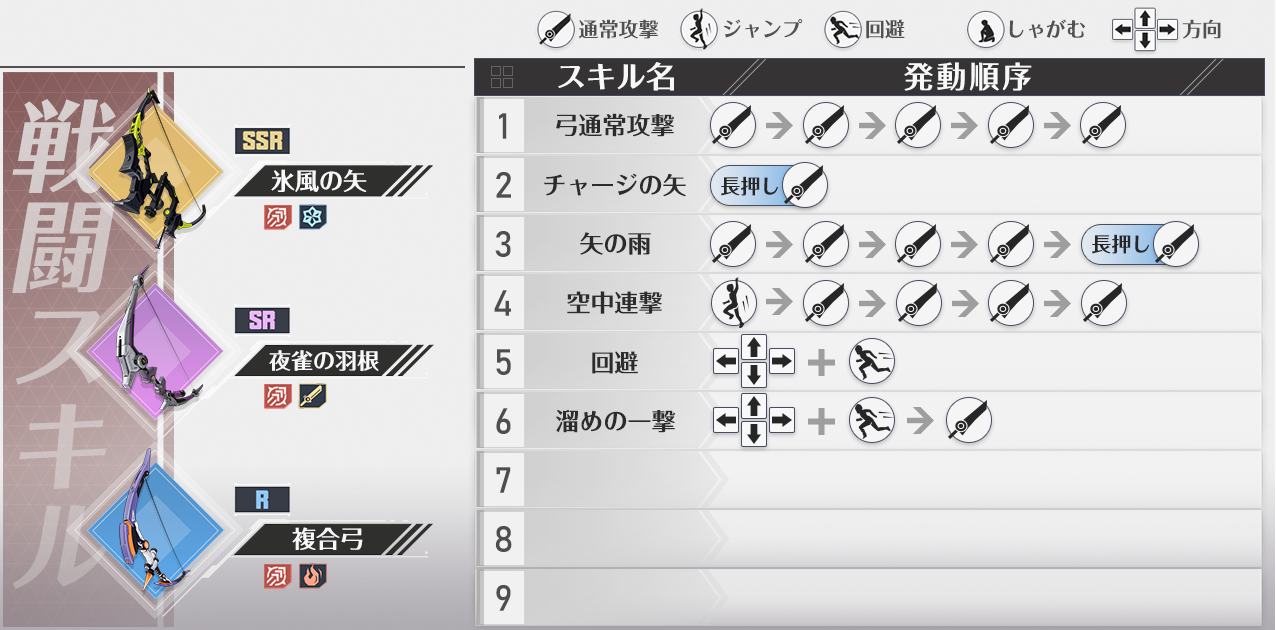 通常攻撃 ジャンプ 回避 しゃがむ 方向
戦闘スキル
SSR
氷風の矢
SR
夜雀の羽根
R
複合弓
スキル名 発動順序
1 弓通常攻撃
2 チャージの矢 長押し
3 矢の雨 長押し
4 空中連撃
5 回避
6 溜めの一撃
7
8
9